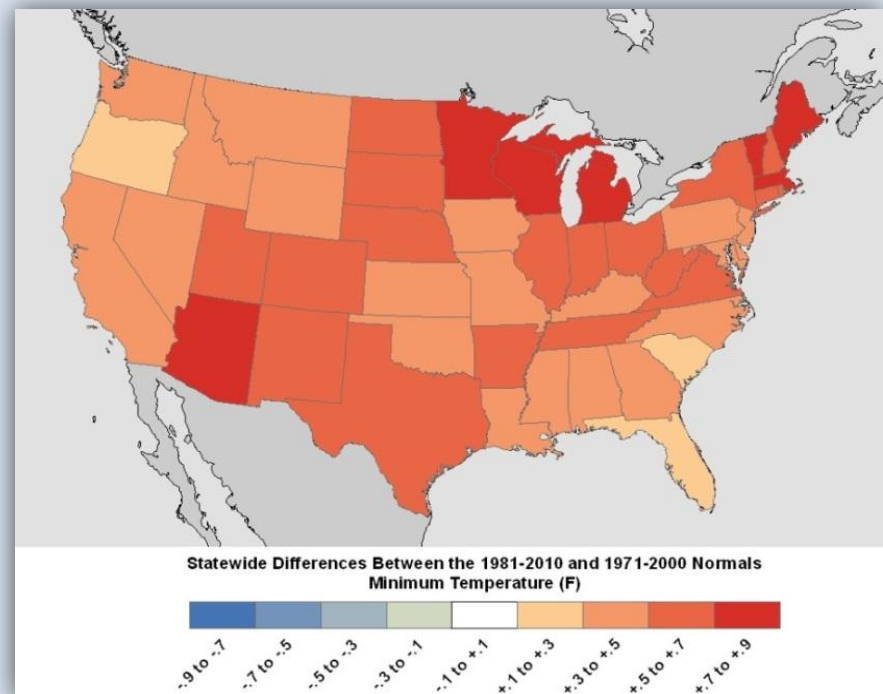 Statewide Differences Between the 1981-2010 and 1971-2000 Normals
Minimum Temperature (F)
-.9 to -.7
-.7 to -.5
-.5 to -.3
-.3 to -.1
-.1 to +.1
+.1 to +.3
+.3 to +.5
+.5 to +.7
+.7 to +.9